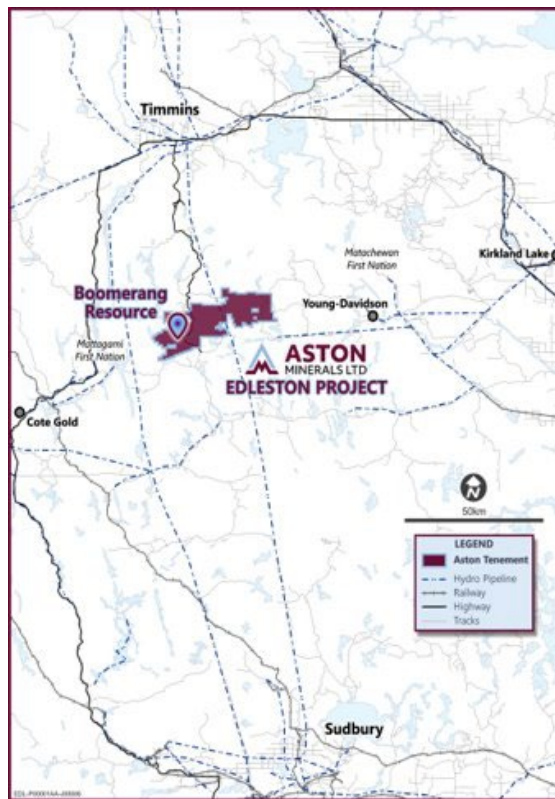 Timmins
Kirkland Lake
Matachewan
First Nation
Boomerang
Resource
Young-Davidson
Mattagami
First Nation
ASTON
MINERALS LTD
EDLESTON PROJECT
Cote Gold
N
50km
LEGEND
Aston Tenement
Hydro Pipeline
Railway
Highway
Tracks
Sudbury